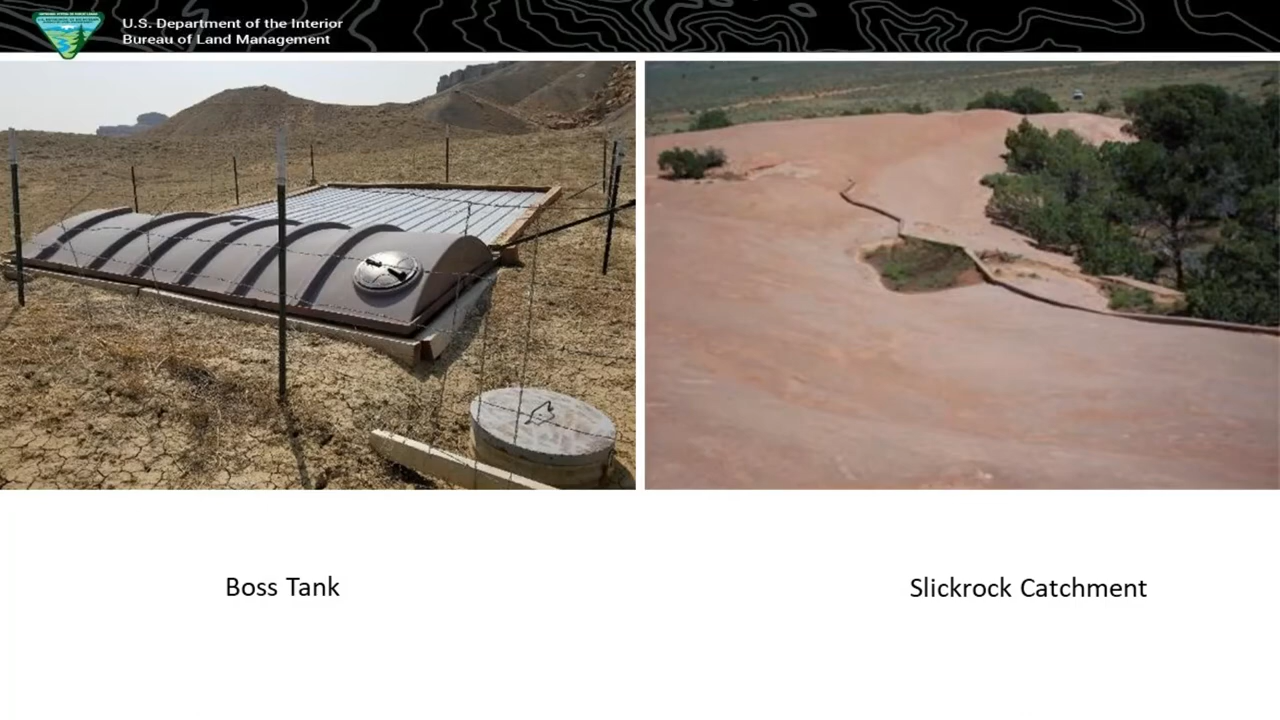 U.S. Department of the Interior
Bureau of Land Management
Boss Tank
Slickrock Catchment